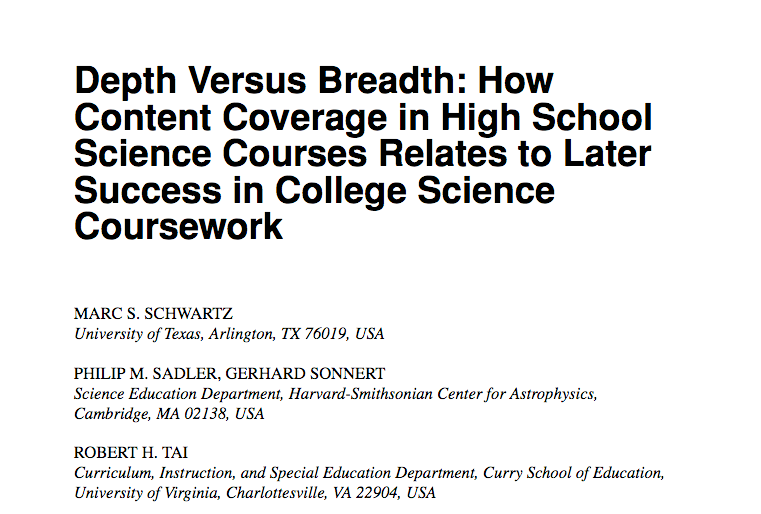 Depth Versus Breadth: How
Content Coverage in High School
Science Courses Relates to Later
Success in College Science
Coursework
MARC S. SCHWARTZ
University of Texas, Arlington, TX 76019, USA
PHILIP M. SADLER, GERHARD SONNERT
Science Education Department, Harvard-Smithsonian Center for Astrophysics,
Cambridge, MA 02138, USA
ROBERT H. TAI
Curriculum, Instruction, and Special Education Department, Curry School of Education,
University of Virginia, Charlottesville, VA 22904, USA